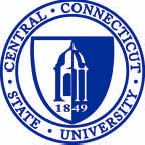 CENTRAL · CONNECTICUT
STATE · UNIVERSITY
1849